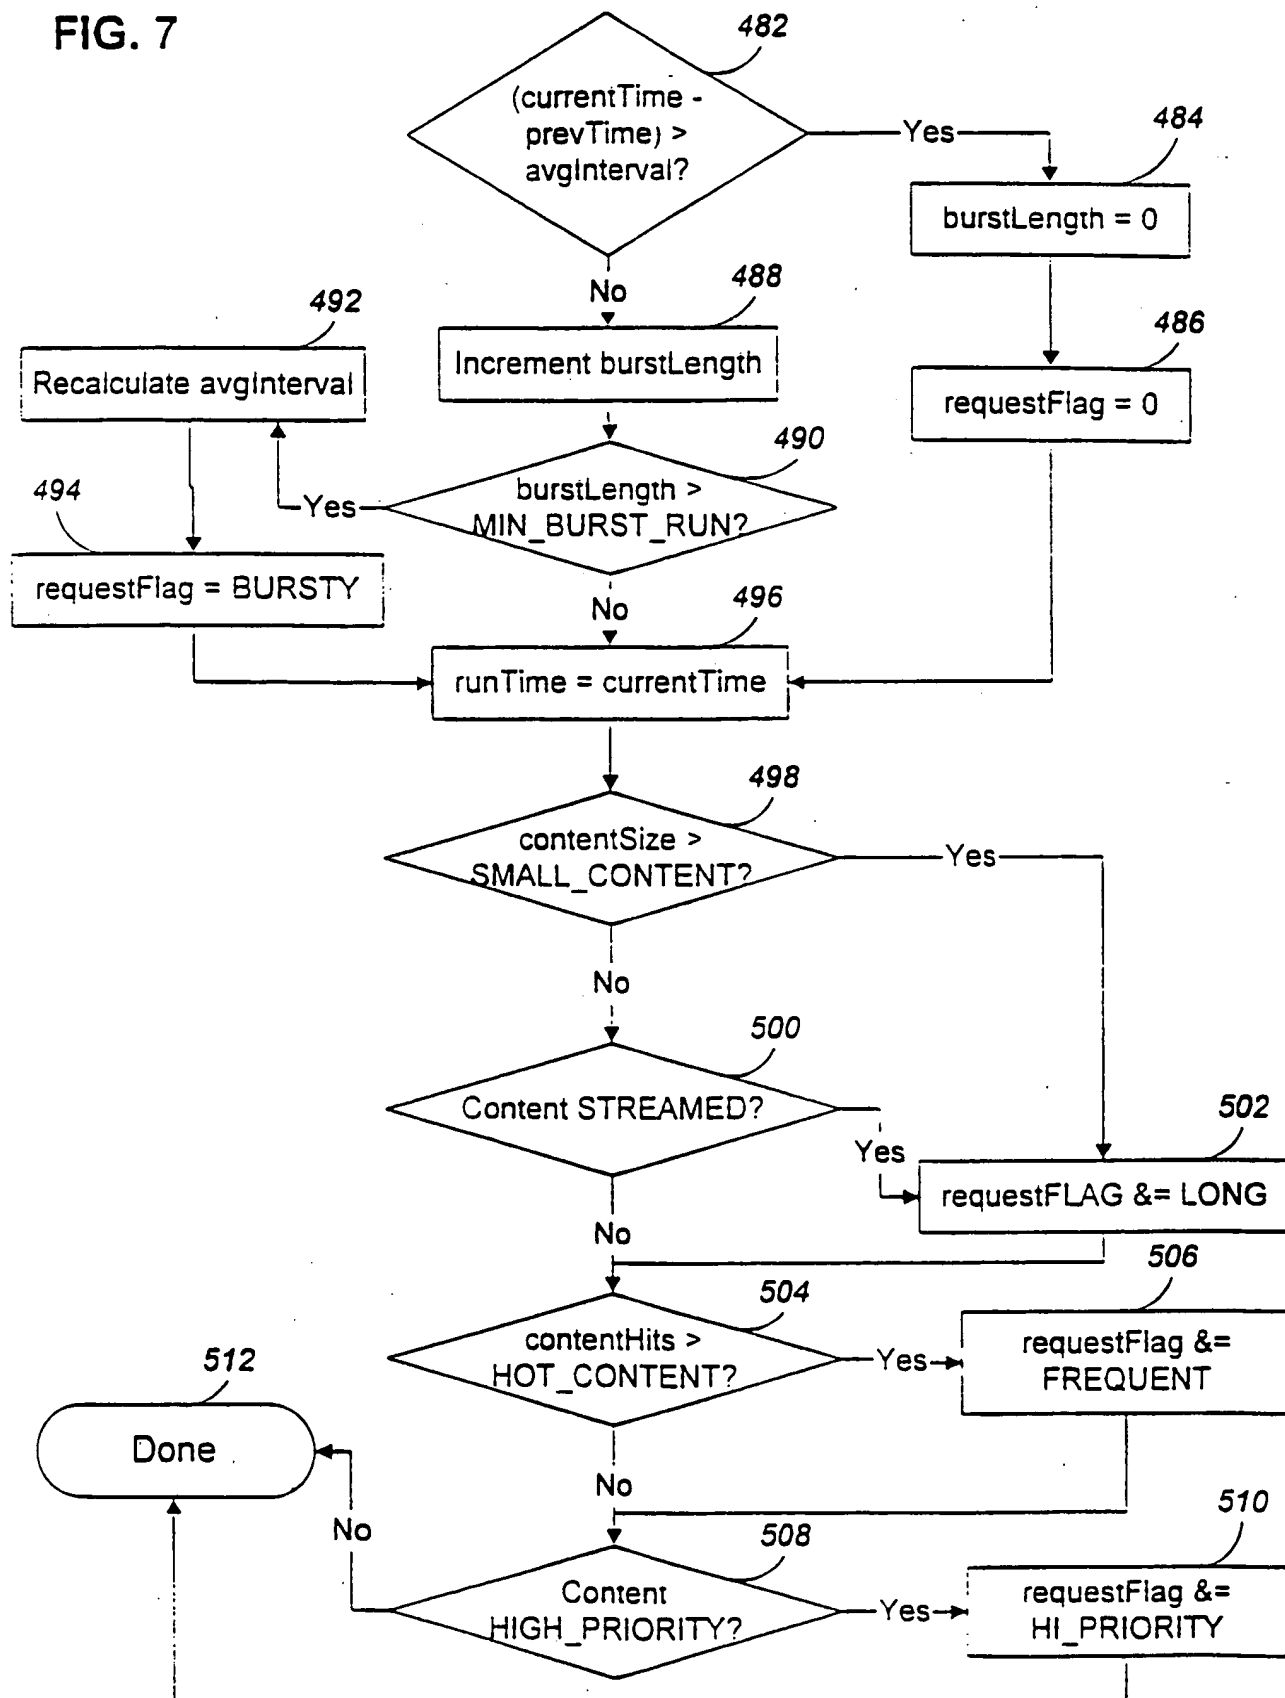 FIG. 7
482
(currentTime -
prevTime) >
avgInterval?
Yes
484
burstLength = 0
486
requestFlag = 0
No
488
Increment burstLength
490
burstLength >
MIN_BURST_RUN?
Yes
492
Recalculate avgInterval
494
requestFlag = BURSTY
No
496
runTime = currentTime
498
contentSize >
SMALL_CONTENT?
Yes
No
500
Content STREAMED?
Yes
502
requestFLAG &= LONG
No
504
contentHits >
HOT_CONTENT?
Yes
506
requestFlag &=
FREQUENT
No
508
Content
HIGH_PRIORITY?
Yes
510
requestFlag &=
HI_PRIORITY
No
512
Done